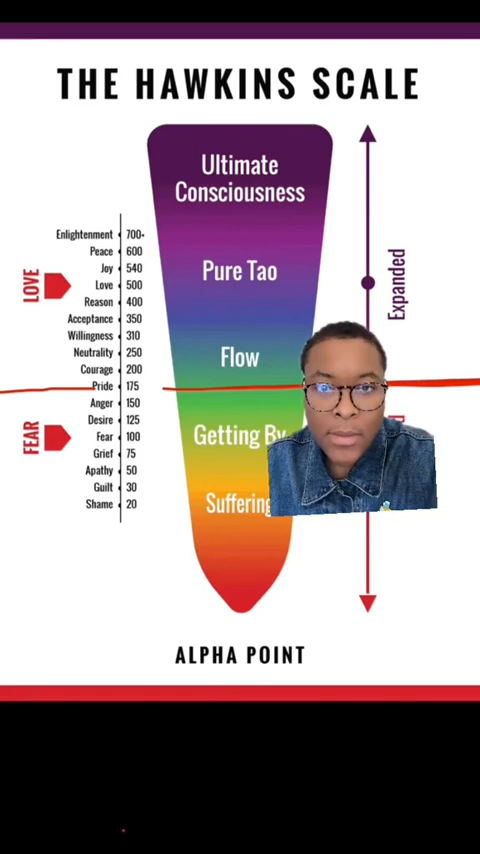 THE HAWKINS SCALE
Ultimate
Consciousness
Pure Tao
Flow
Getting By
Suffering
Enlightenment 700+
Peace 600
Joy 540
Love 500
Reason 400
Acceptance 350
Willingness 310
Neutrality 250
Courage 200
Pride 175
Anger 150
Desire 125
Fear 100
Grief 75
Apathy 50
Guilt 30
Shame 20
LOVE
FEAR
Expanded
ALPHA POINT